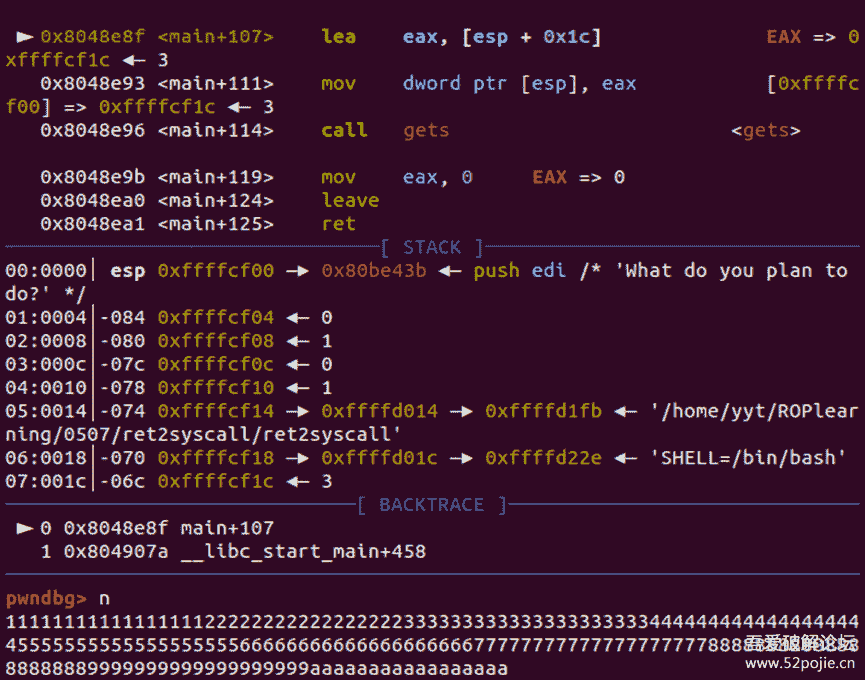 ► 0x8048e8f <main+107>    lea    eax, [esp + 0x1c]              EAX => 0
xffffcf1c ◂— 3
0x8048e93 <main+111>    mov    dword ptr [esp], eax           [0xffffc
f00] => 0xffffcf1c ◂— 3
0x8048e96 <main+114>    call   gets                        <gets>
0x8048e9b <main+119>    mov    eax, 0     EAX => 0
0x8048ea0 <main+124>    leave
0x8048ea1 <main+125>    ret
[ STACK ]
00:0000│ esp 0xffffcf00 —▸ 0x80be43b ◂— push edi /* 'What do you plan to
do?' */
01:0004│-084 0xffffcf04 ◂— 0
02:0008│-080 0xffffcf08 ◂— 1
03:000c│-07c 0xffffcf0c ◂— 0
04:0010│-078 0xffffcf10 ◂— 1
05:0014│-074 0xffffcf14 —▸ 0xffffd014 —▸ 0xffffd1fb ◂— '/home/yyt/ROPlear
ning/0507/ret2syscall/ret2syscall'
06:0018│-070 0xffffcf18 —▸ 0xffffd01c —▸ 0xffffd22e ◂— 'SHELL=/bin/bash'
07:001c│-06c 0xffffcf1c ◂— 3
[ BACKTRACE ]
► 0 0x8048e8f main+107
1 0x804907a __libc_start_main+458
pwndbg> n
1111111111111111122222222222222222333333333333333333333444444444444444444
4555555555555555555666666666666666666667777777777777777777788888888888888
88888889999999999999999999aaaaaaaaaaaaaaaaa
吾爱破解论坛
www.52pojie.cn